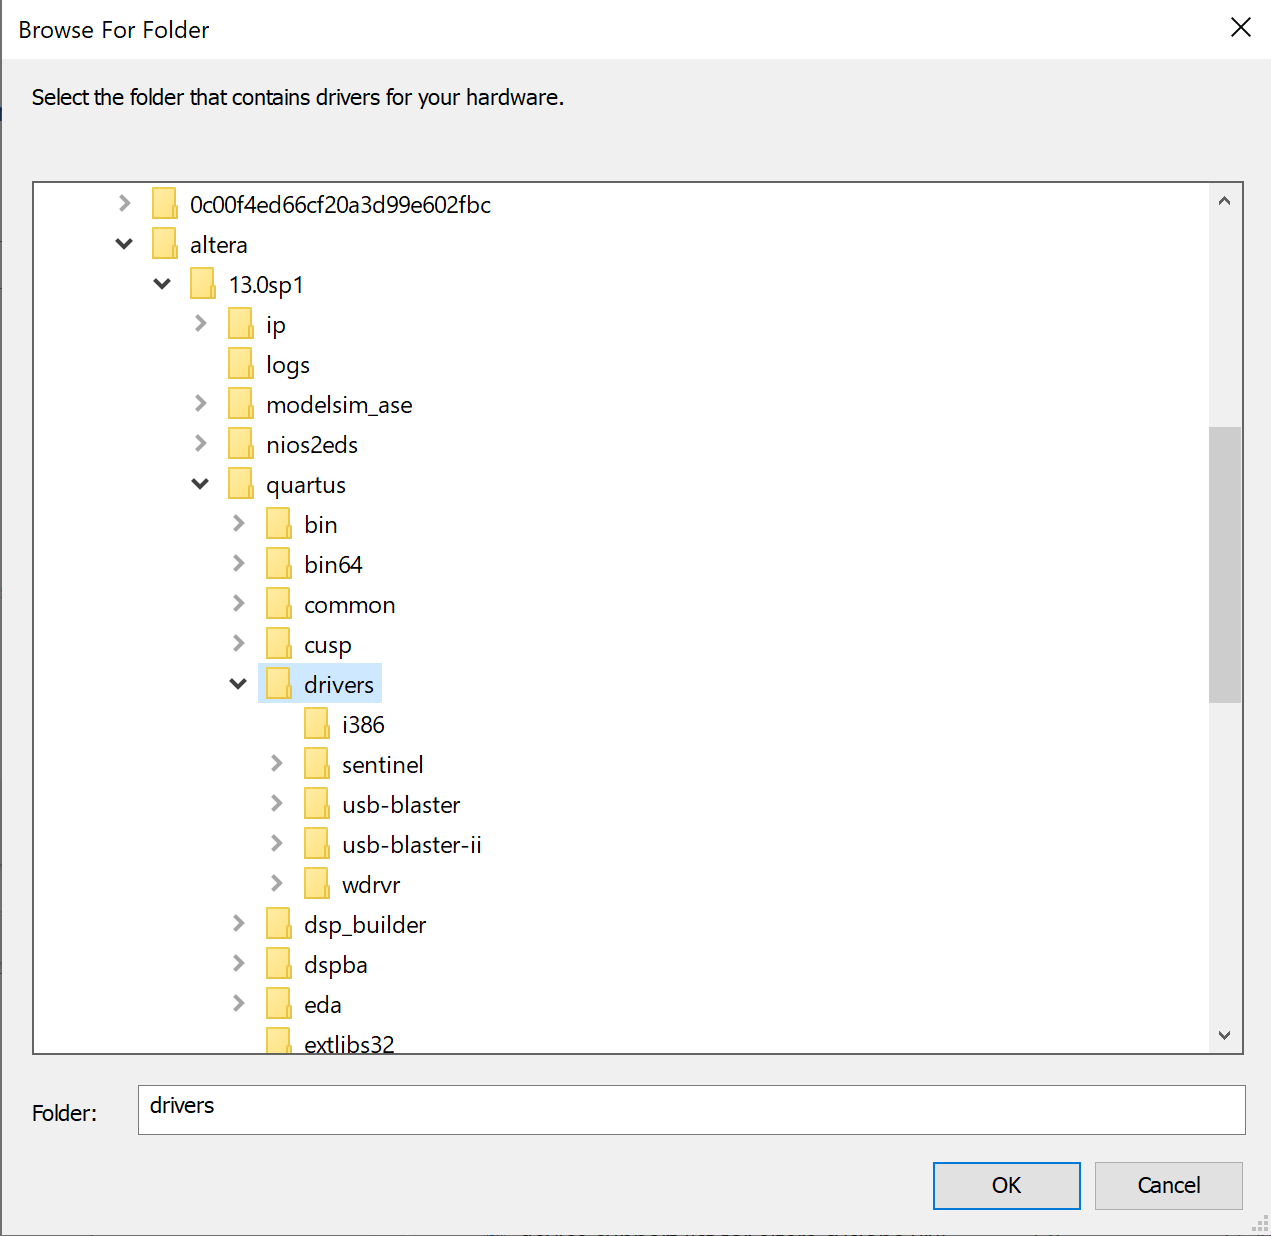 Browse For Folder
Select the folder that contains drivers for your hardware.
0c00f4ed66cf20a3d99e602fbc
altera
13.0sp1
ip
logs
modelsim_ase
nios2eds
quartus
bin
bin64
common
cusp
drivers
i386
sentinel
usb-blaster
usb-blaster-ii
wdrvr
dsp_builder
dspba
eda
extlibs32
Folder:
drivers
OK
Cancel